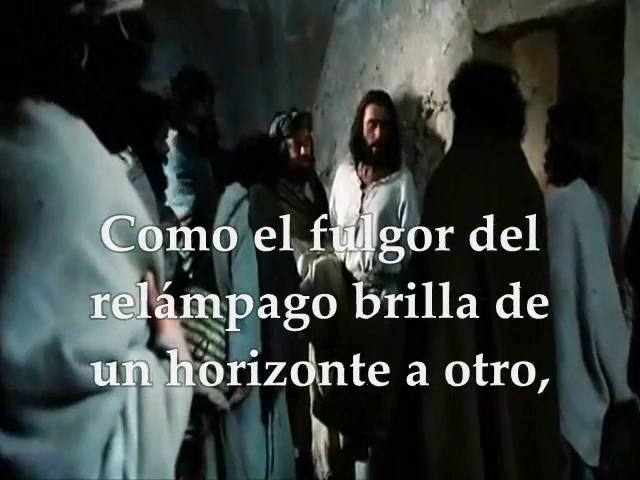 Como el fulgor del
relámpago brilla de
un horizonte a otro,